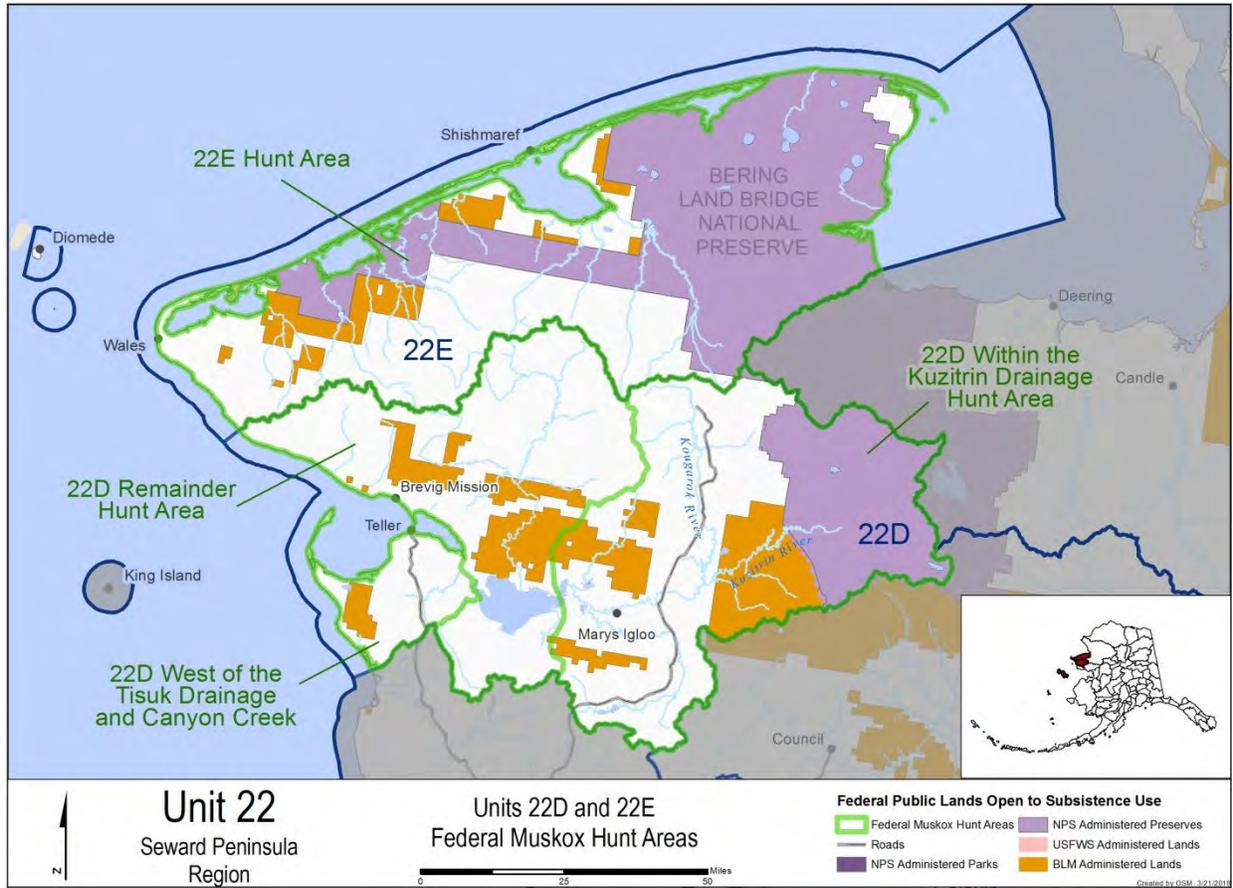 Shishmaref
22E Hunt Area
BERING
LAND BRIDGE
NATIONAL
PRESERVE
Diomede
Deering
Wales
22E
22D Within the
Kuzitrin Drainage
Hunt Area
Candle
Kougarok River
22D Remainder
Hunt Area
Brevig Mission
Teller
22D
Kuzitrin River
King Island
Marys Igloo
22D West of the
Tisuk Drainage
and Canyon Creek
Council
N
Unit 22
Seward Peninsula
Region
Units 22D and 22E
Federal Muskox Hunt Areas
Miles
0 25 50
Federal Public Lands Open to Subsistence Use
Federal Muskox Hunt Areas
Roads
NPS Administered Parks
NPS Administered Preserves
USFWS Administered Lands
BLM Administered Lands
Created by OSM. 3/21/2018